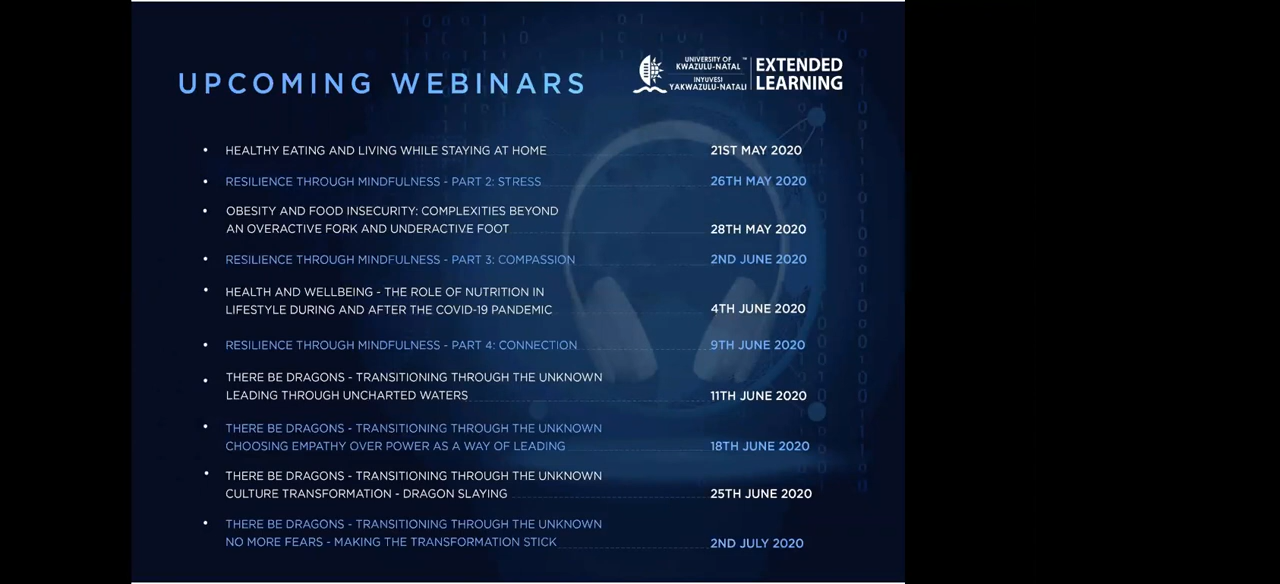 UPCOMING WEBINARS
UNIVERSITY OF
KWAZULU-NATAL™
INYUVESI
YAKWAZULU-NATALI
EXTENDED
LEARNING
• HEALTHY EATING AND LIVING WHILE STAYING AT HOME 21ST MAY 2020
• RESILIENCE THROUGH MINDFULNESS - PART 2: STRESS 26TH MAY 2020
• OBESITY AND FOOD INSECURITY: COMPLEXITIES BEYOND
AN OVERACTIVE FORK AND UNDERACTIVE FOOT 28TH MAY 2020
• RESILIENCE THROUGH MINDFULNESS - PART 3: COMPASSION 2ND JUNE 2020
• HEALTH AND WELLBEING - THE ROLE OF NUTRITION IN
LIFESTYLE DURING AND AFTER THE COVID-19 PANDEMIC 4TH JUNE 2020
• RESILIENCE THROUGH MINDFULNESS - PART 4: CONNECTION 9TH JUNE 2020
• THERE BE DRAGONS - TRANSITIONING THROUGH THE UNKNOWN
LEADING THROUGH UNCHARTED WATERS 11TH JUNE 2020
• THERE BE DRAGONS - TRANSITIONING THROUGH THE UNKNOWN
CHOOSING EMPATHY OVER POWER AS A WAY OF LEADING 18TH JUNE 2020
• THERE BE DRAGONS - TRANSITIONING THROUGH THE UNKNOWN
CULTURE TRANSFORMATION - DRAGON SLAYING 25TH JUNE 2020
• THERE BE DRAGONS - TRANSITIONING THROUGH THE UNKNOWN
NO MORE FEARS - MAKING THE TRANSFORMATION STICK 2ND JULY 2020